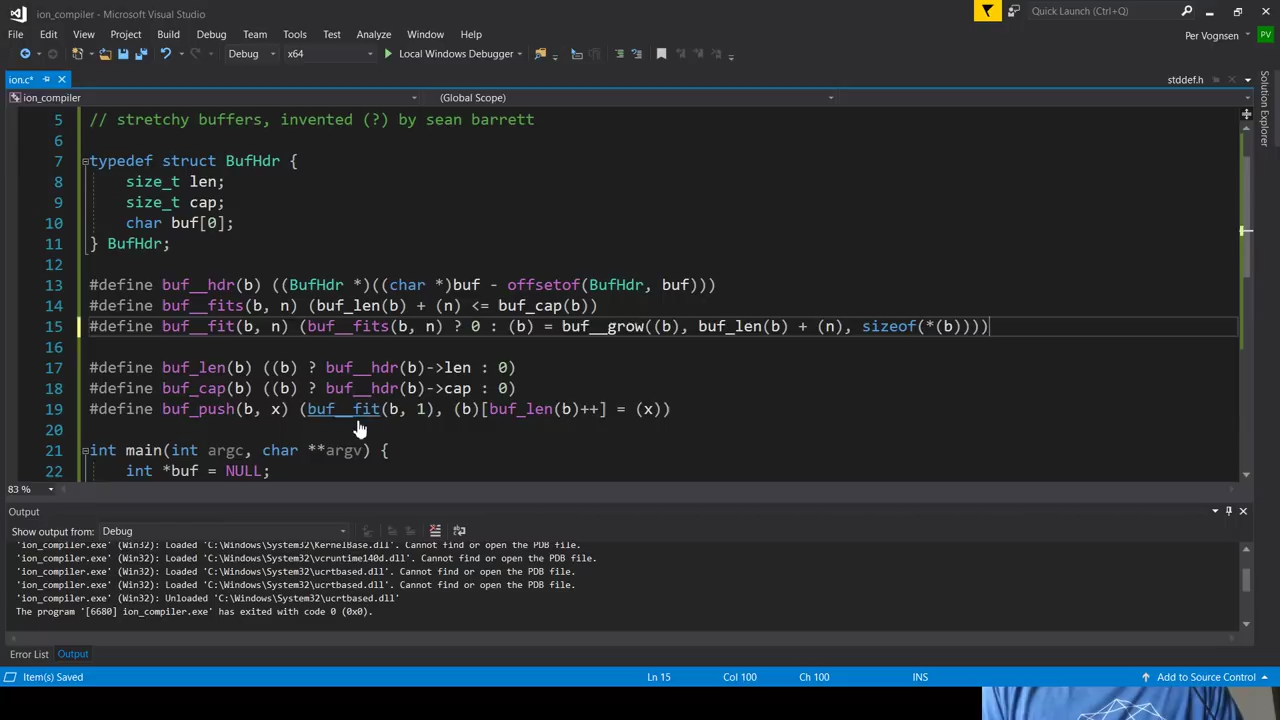 ion_compiler - Microsoft Visual Studio
Quick Launch (Ctrl+Q)
File Edit View Project Build Debug Team Tools Test Analyze Window Help
Per Vognsen PV
Debug x64 Local Windows Debugger
ion.c* stddef.h
ion_compiler (Global Scope)
Solution Explorer
5 // stretchy buffers, invented (?) by sean barrett
6
7 typedef struct BufHdr {
8 size_t len;
9 size_t cap;
10 char buf[0];
11 } BufHdr;
12
13 #define buf__hdr(b) ((BufHdr *)((char *)buf - offsetof(BufHdr, buf)))
14 #define buf__fits(b, n) (buf_len(b) + (n) <= buf_cap(b))
15 #define buf__fit(b, n) (buf__fits(b, n) ? 0 : (b) = buf__grow((b), buf_len(b) + (n), sizeof(*(b))))
16
17 #define buf_len(b) ((b) ? buf__hdr(b)->len : 0)
18 #define buf_cap(b) ((b) ? buf__hdr(b)->cap : 0)
19 #define buf_push(b, x) (buf__fit(b, 1), (b)[buf_len(b)++] = (x))
20
21 int main(int argc, char **argv) {
22 int *buf = NULL;
83 %
Output
Show output from: Debug
'ion_compiler.exe' (Win32): Loaded 'C:\Windows\System32\KernelBase.dll'. Cannot find or open the PDB file.
'ion_compiler.exe' (Win32): Loaded 'C:\Windows\System32\vcruntime140d.dll'. Cannot find or open the PDB file.
'ion_compiler.exe' (Win32): Loaded 'C:\Windows\System32\ucrtbased.dll'. Cannot find or open the PDB file.
'ion_compiler.exe' (Win32): Loaded 'C:\Windows\System32\ucrtbased.dll'. Cannot find or open the PDB file.
'ion_compiler.exe' (Win32): Unloaded 'C:\Windows\System32\ucrtbased.dll'
The program '[6680] ion_compiler.exe' has exited with code 0 (0x0).
Error List Output
Item(s) Saved Ln 15 Col 100 Ch 100 INS Add to Source Control